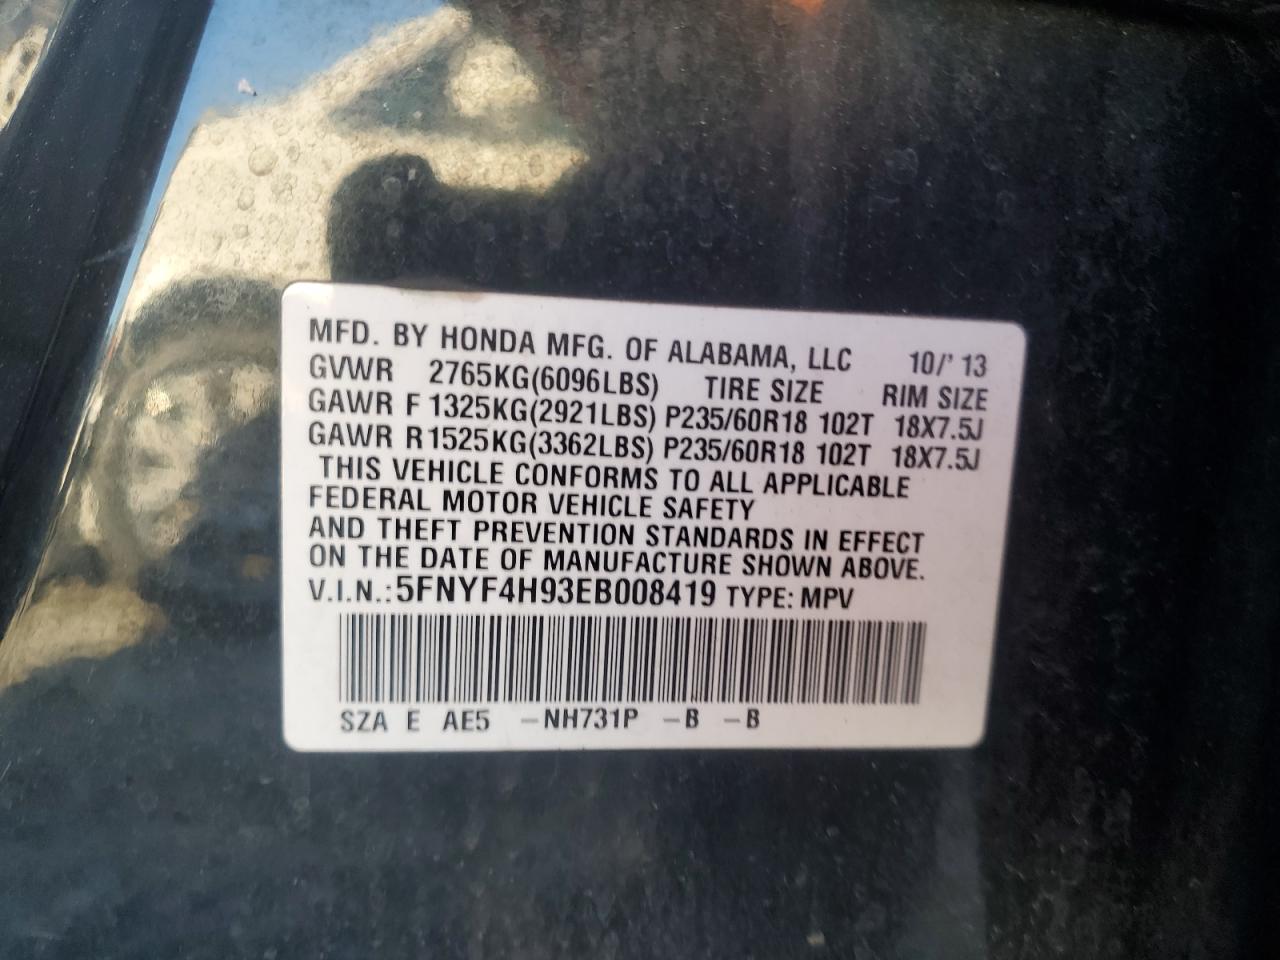 MFD. BY HONDA MFG. OF ALABAMA, LLC 10/' 13
GVWR 2765KG(6096LBS) TIRE SIZE RIM SIZE
GAWR F 1325KG(2921LBS) P235/60R18 102T 18X7.5J
GAWR R1525KG(3362LBS) P235/60R18 102T 18X7.5J
THIS VEHICLE CONFORMS TO ALL APPLICABLE
FEDERAL MOTOR VEHICLE SAFETY
AND THEFT PREVENTION STANDARDS IN EFFECT
ON THE DATE OF MANUFACTURE SHOWN ABOVE.
V.I.N.:5FNYF4H93EB008419 TYPE: MPV
SZA E AE5 -NH731P -B -B